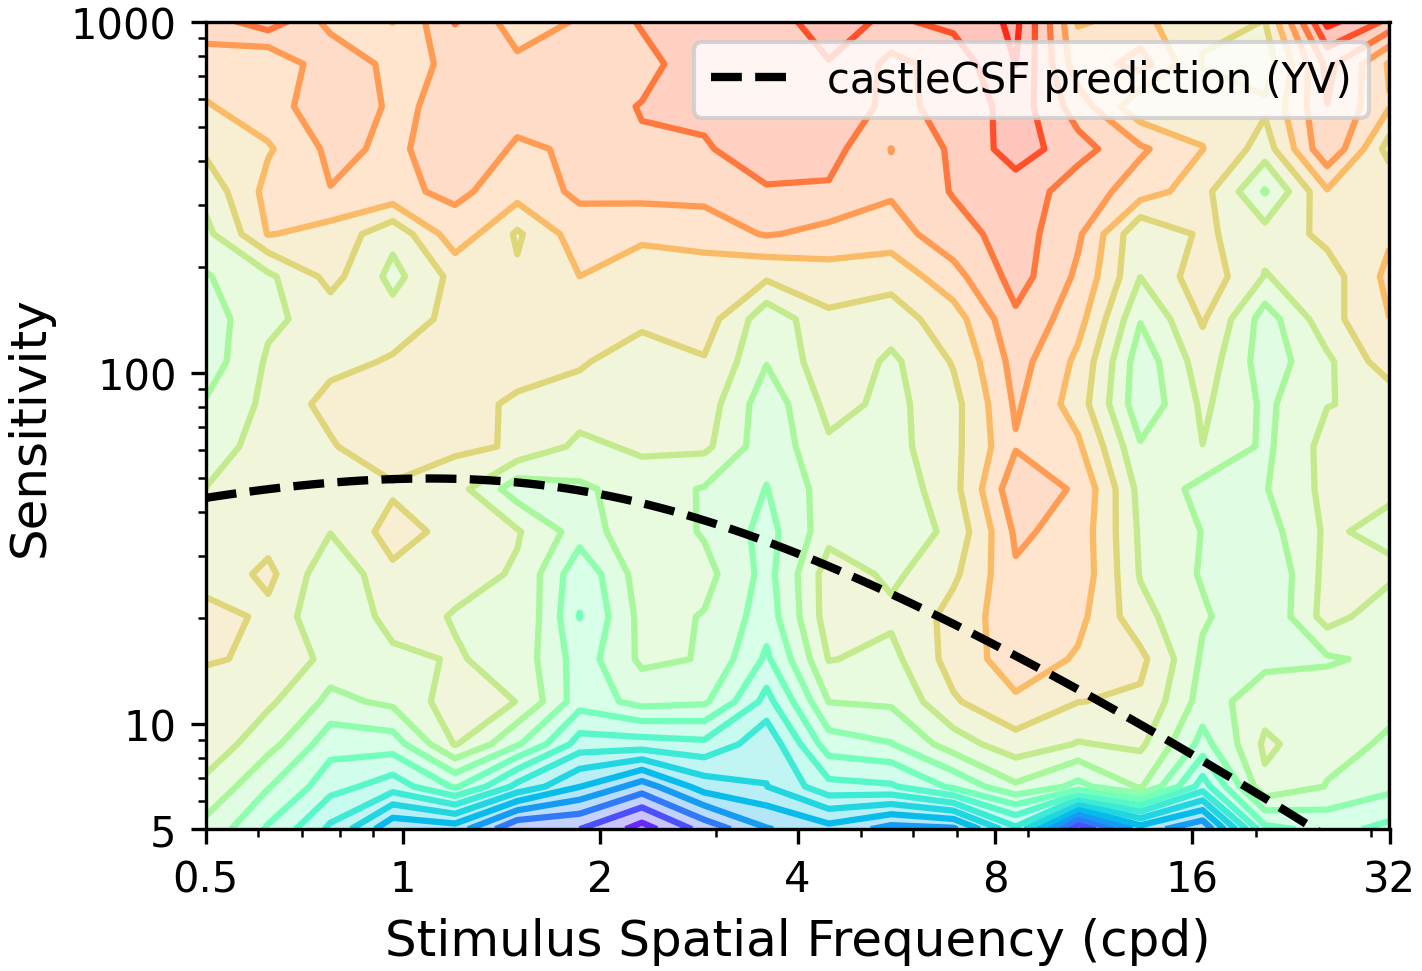 1000
castleCSF prediction (YV)
100
Sensitivity
10
5
0.5 1 2 4 8 16 32
Stimulus Spatial Frequency (cpd)